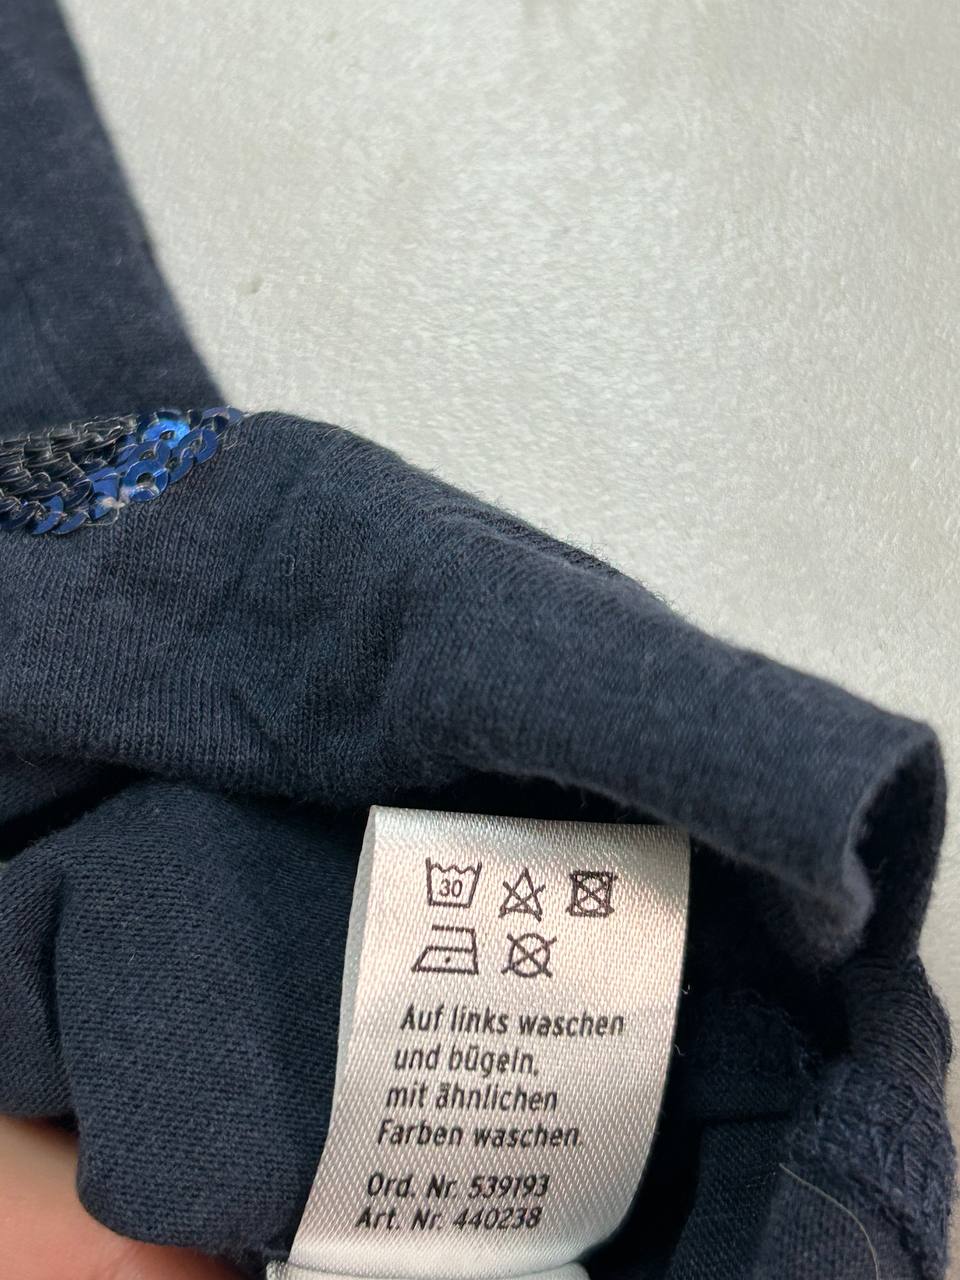 30
Auf links waschen
und bügeln,
mit ähnlichen
Farben waschen.
Ord. Nr. 539193
Art. Nr. 440238